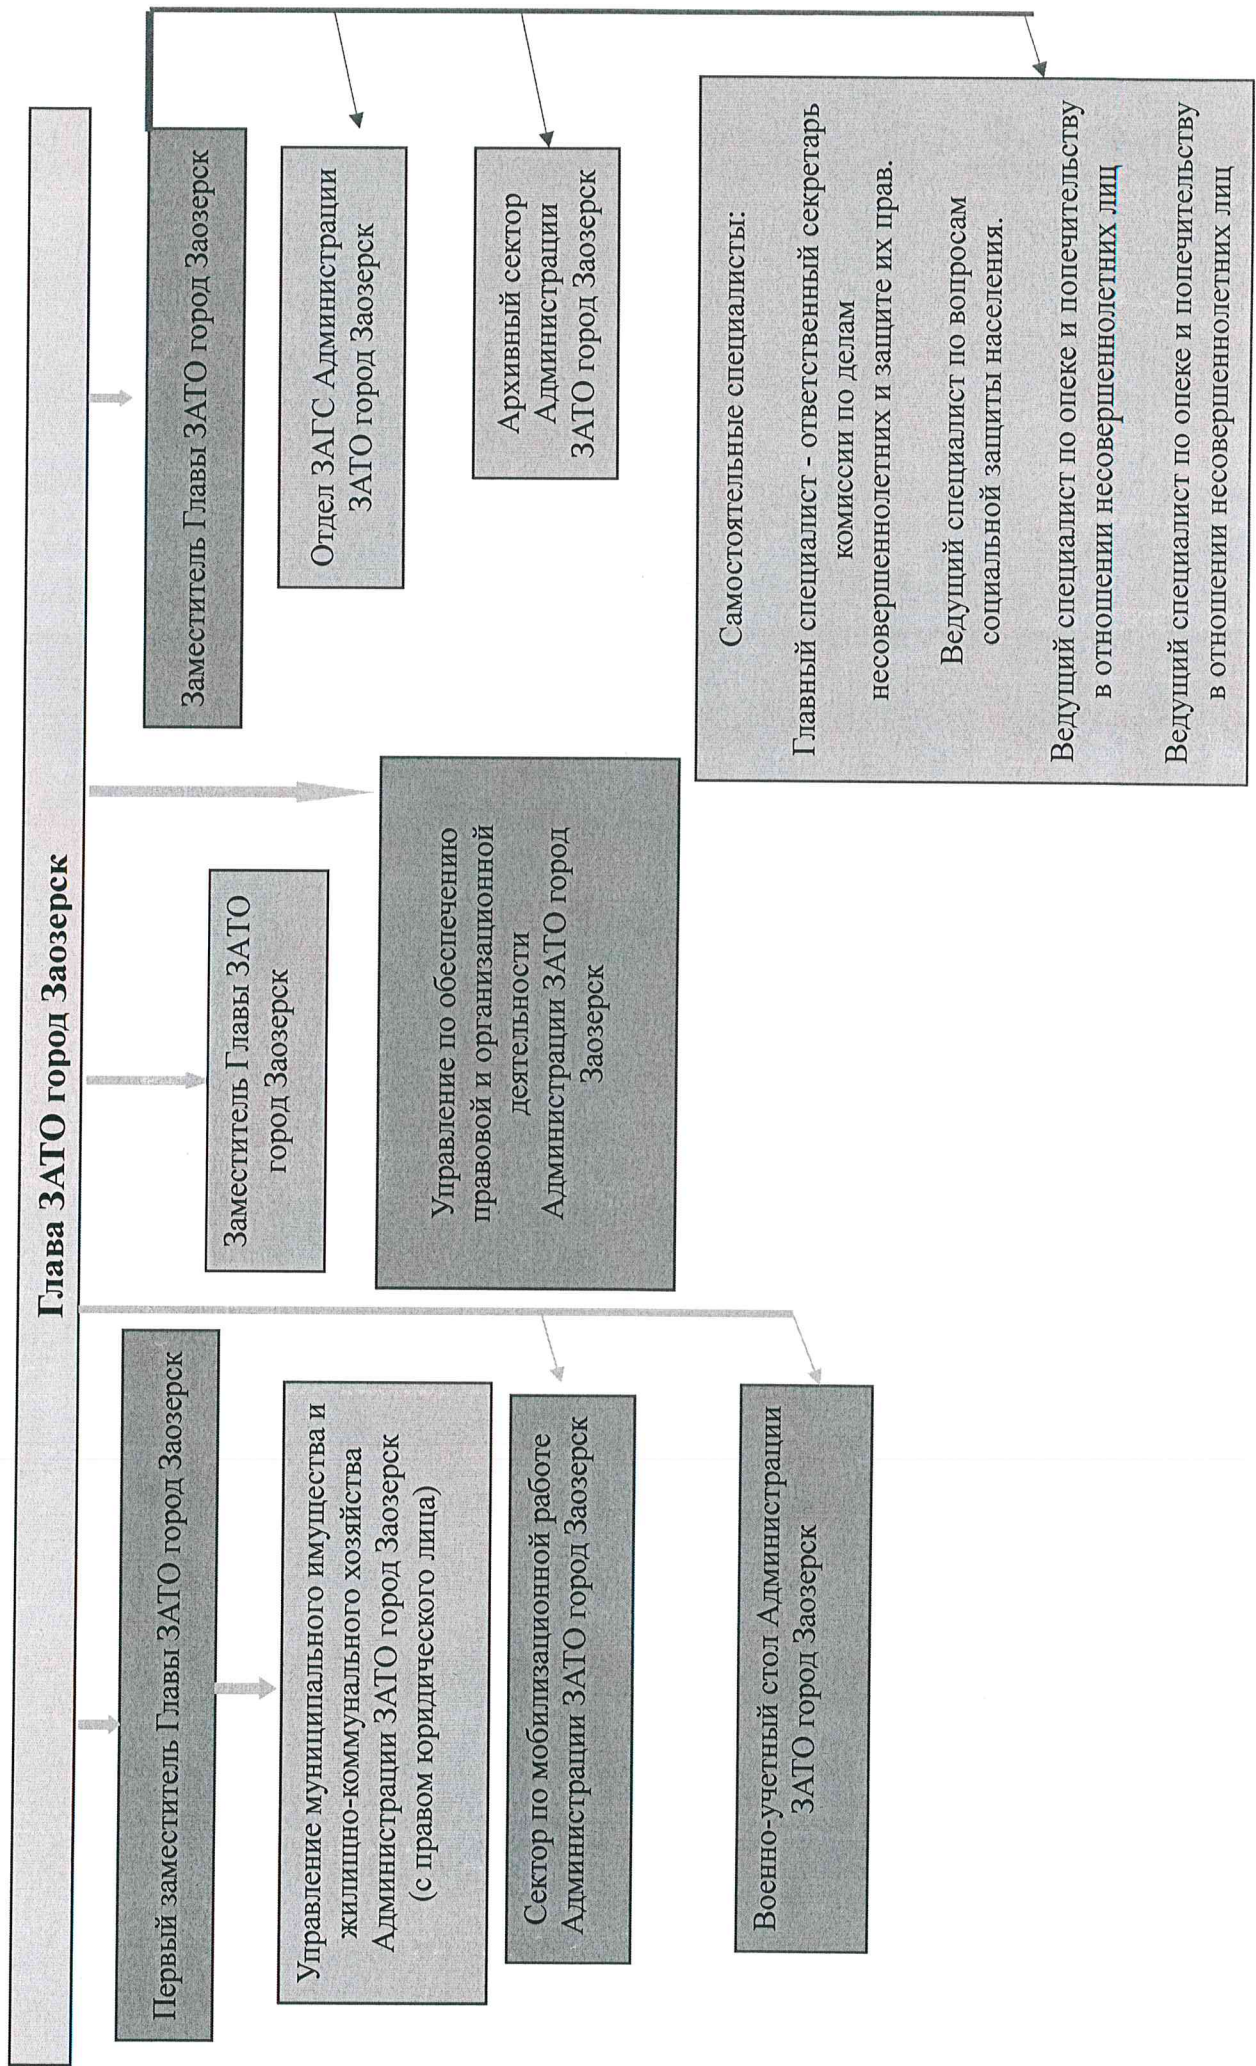 Глава ЗАТО город Заозерск
Первый заместитель Главы ЗАТО город Заозерск
Управление муниципального имущества и
жилищно-коммунального хозяйства
Администрации ЗАТО город Заозерск
(с правом юридического лица)
Сектор по мобилизационной работе
Администрации ЗАТО город Заозерск
Военно-учетный стол Администрации
ЗАТО город Заозерск
Заместитель Главы ЗАТО
город Заозерск
Управление по обеспечению
правовой и организационной
деятельности
Администрации ЗАТО город
Заозерск
Заместитель Главы ЗАТО город Заозерск
Отдел ЗАГС Администрации
ЗАТО город Заозерск
Архивный сектор
Администрации
ЗАТО город Заозерск
Самостоятельные специалисты:
Главный специалист - ответственный секретарь
комиссии по делам
несовершеннолетних и защите их прав.
Ведущий специалист по вопросам
социальной защиты населения.
Ведущий специалист по опеке и попечительству
в отношении несовершеннолетних лиц
Ведущий специалист по опеке и попечительству
в отношении несовершеннолетних лиц